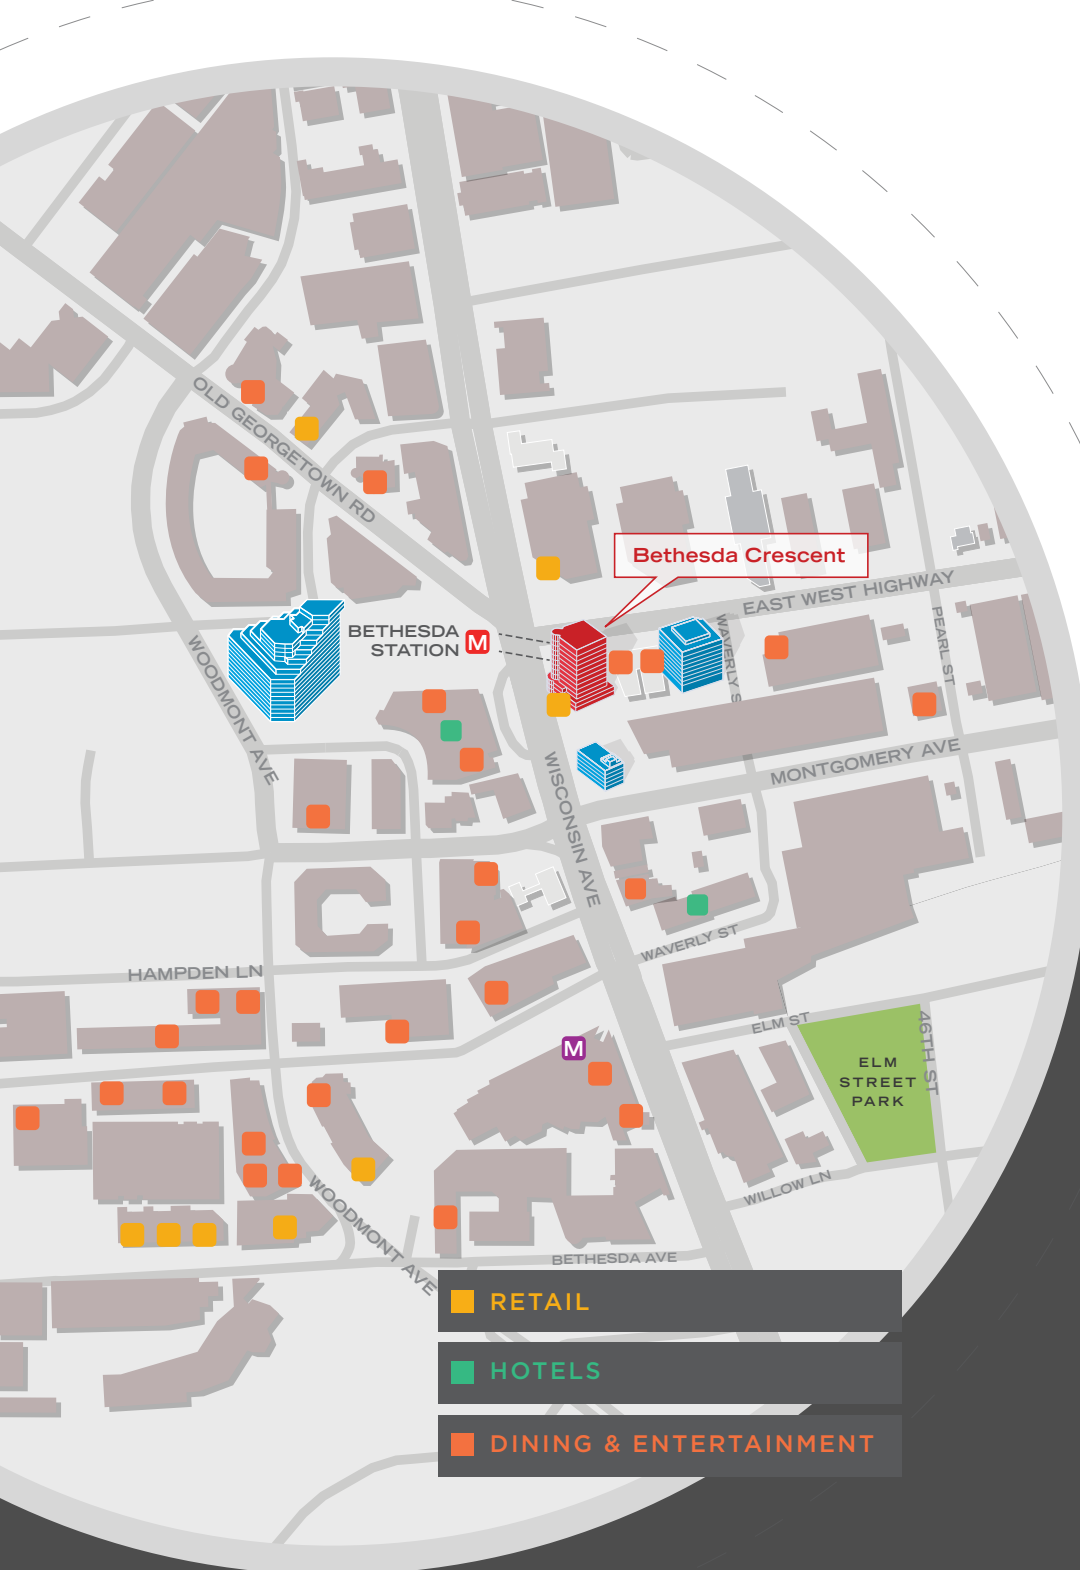 OLD GEORGETOWN RD
Bethesda Crescent
EAST WEST HIGHWAY
BETHESDA
STATION
M
WOODMONT AVE
WAVERLY S
PEARL ST
WISCONSIN AVE
MONTGOMERY AVE
WAVERLY ST
HAMPDEN LN
ELM ST
46TH ST
M
ELM
STREET
PARK
WILLOW LN
WOODMONT AVE
BETHESDA AVE
RETAIL
HOTELS
DINING & ENTERTAINMENT